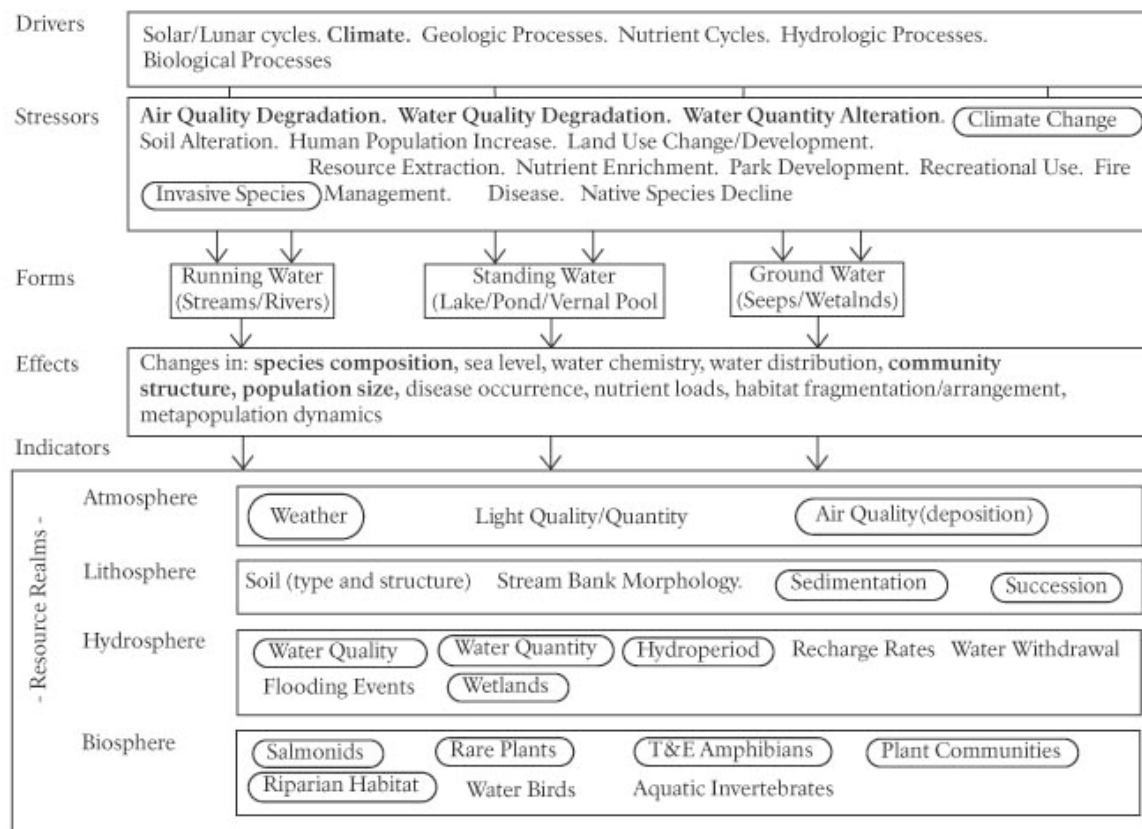 Drivers
Solar/Lunar cycles. Climate. Geologic Processes. Nutrient Cycles. Hydrologic Processes.
Biological Processes
Stressors
Air Quality Degradation. Water Quality Degradation. Water Quantity Alteration. Climate Change
Soil Alteration. Human Population Increase. Land Use Change/Development.
Resource Extraction. Nutrient Enrichment. Park Development. Recreational Use. Fire
Invasive Species Management. Disease. Native Species Decline
Forms
Running Water
(Streams/Rivers)
Standing Water
(Lake/Pond/Vernal Pool
Ground Water
(Seeps/Wetalnds)
Effects
Changes in: species composition, sea level, water chemistry, water distribution, community
structure, population size, disease occurrence, nutrient loads, habitat fragmentation/arrangement,
metapopulation dynamics
Indicators
- Resource Realms -
Atmosphere
Weather Light Quality/Quantity Air Quality(deposition)
Lithosphere
Soil (type and structure) Stream Bank Morphology. Sedimentation Succession
Hydrosphere
Water Quality Water Quantity Hydroperiod Recharge Rates Water Withdrawal
Flooding Events Wetlands
Biosphere
Salmonids Rare Plants T&E Amphibians Plant Communities
Riparian Habitat Water Birds Aquatic Invertebrates